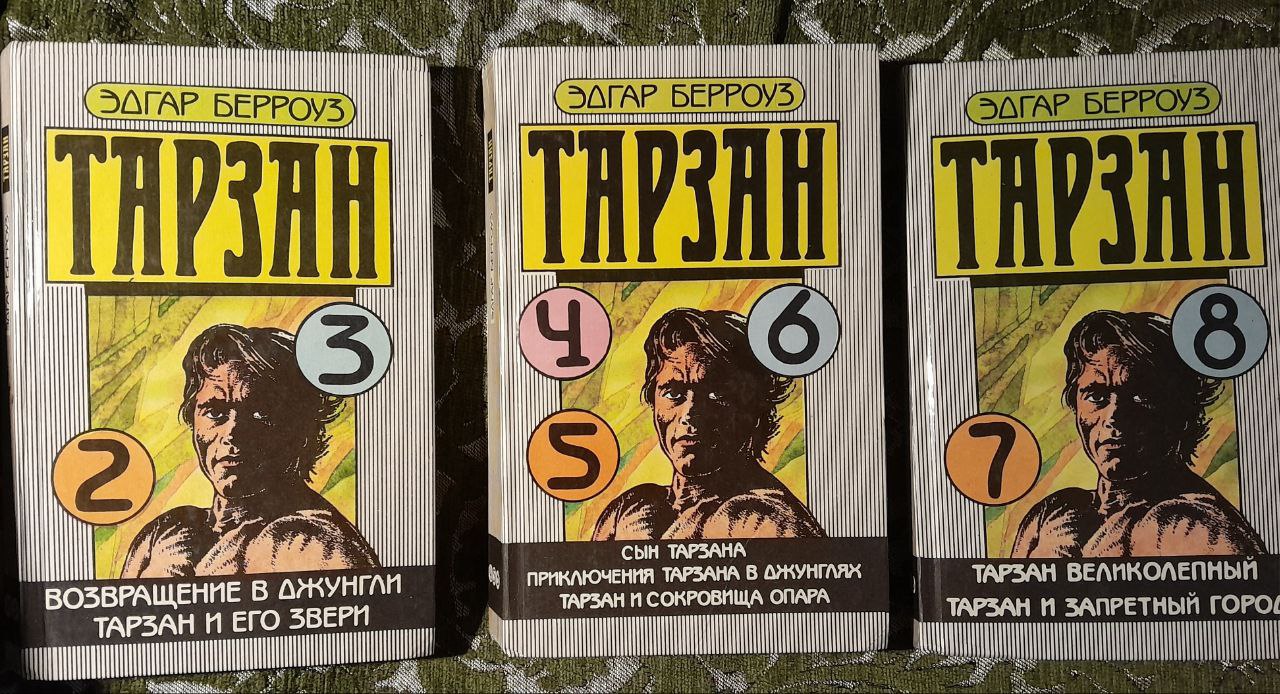 ЭДГАР БЕРРОУЗ
ТАРЗАН
3
2
ВОЗВРАЩЕНИЕ В ДЖУНГЛИ
ТАРЗАН И ЕГО ЗВЕРИ
ЭДГАР БЕРРОУЗ
ТАРЗАН
4
6
5
СЫН ТАРЗАНА
ПРИКЛЮЧЕНИЯ ТАРЗАНА В ДЖУНГЛЯХ
ТАРЗАН И СОКРОВИЩА ОПАРА
ЭДГАР БЕРРОУЗ
ТАРЗАН
8
7
ТАРЗАН ВЕЛИКОЛЕПНЫЙ
ТАРЗАН И ЗАПРЕТНЫЙ ГОРОД